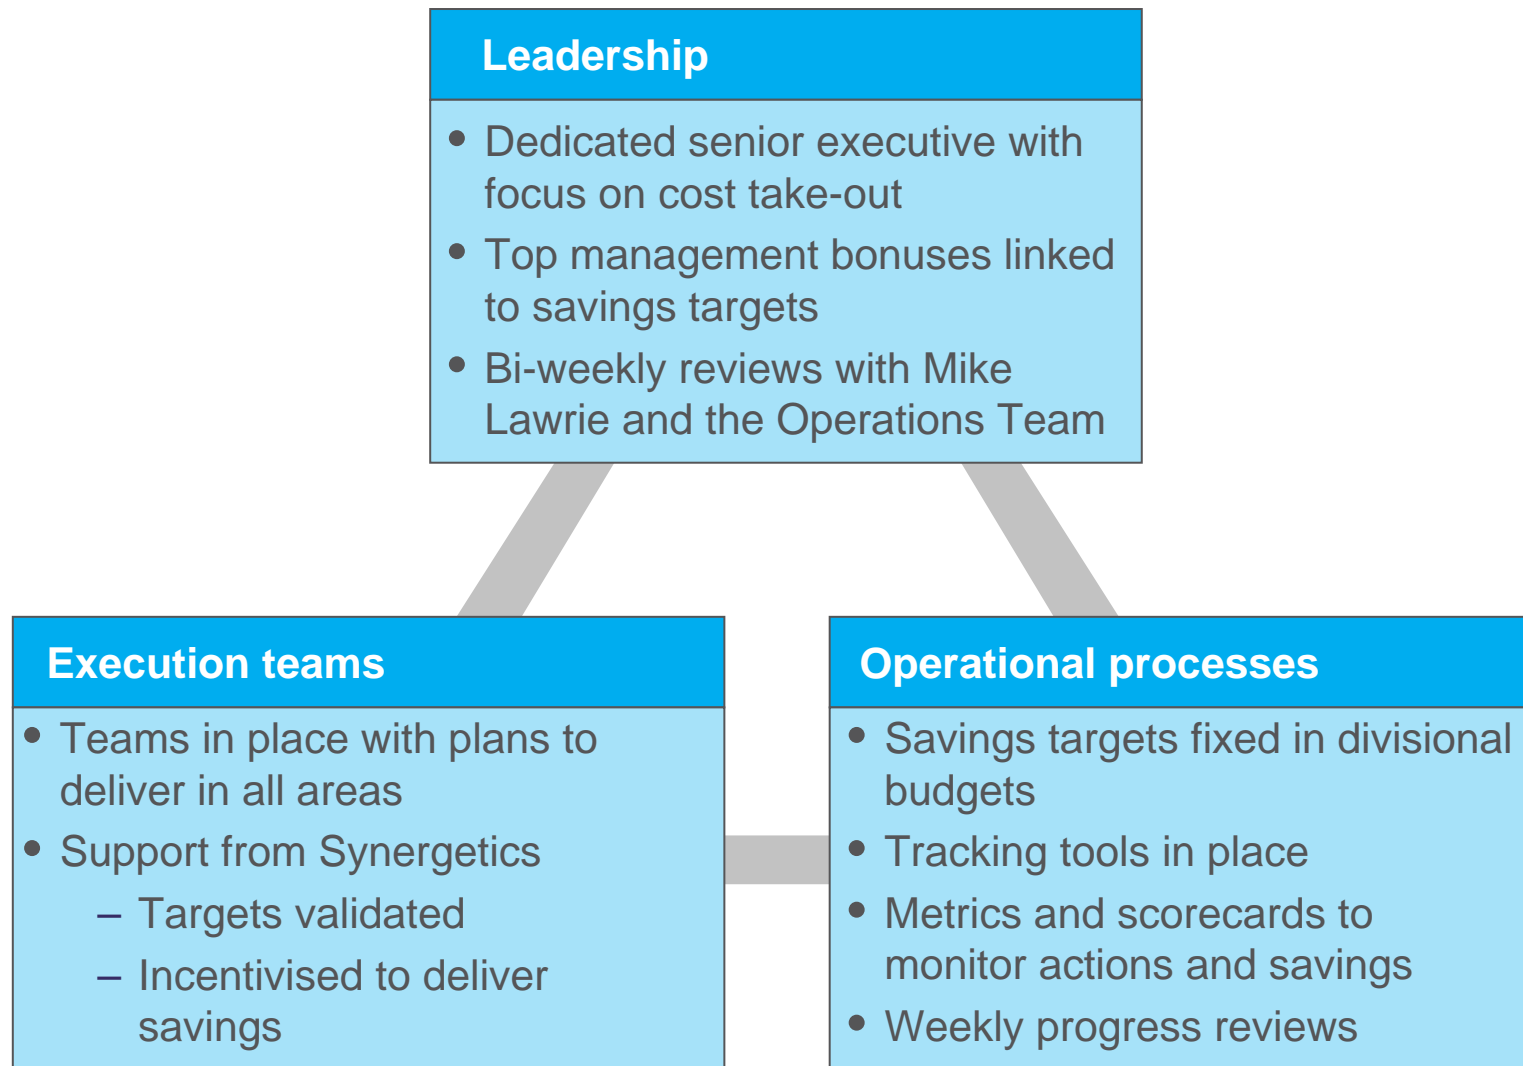 Leadership
• Dedicated senior executive with
focus on cost take-out
• Top management bonuses linked
to savings targets
• Bi-weekly reviews with Mike
Lawrie and the Operations Team
Execution teams
• Teams in place with plans to
deliver in all areas
• Support from Synergetics
– Targets validated
– Incentivised to deliver
savings
Operational processes
• Savings targets fixed in divisional
budgets
• Tracking tools in place
• Metrics and scorecards to
monitor actions and savings
• Weekly progress reviews